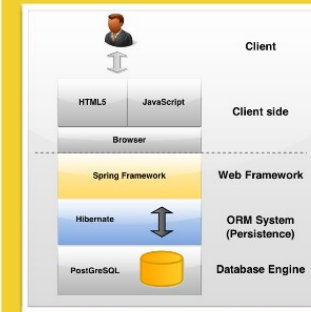 Client
HTML5 JavaScript
Client side
Browser
Spring Framework
Web Framework
Hibernate
ORM System
(Persistence)
PostGreSQL
Database Engine